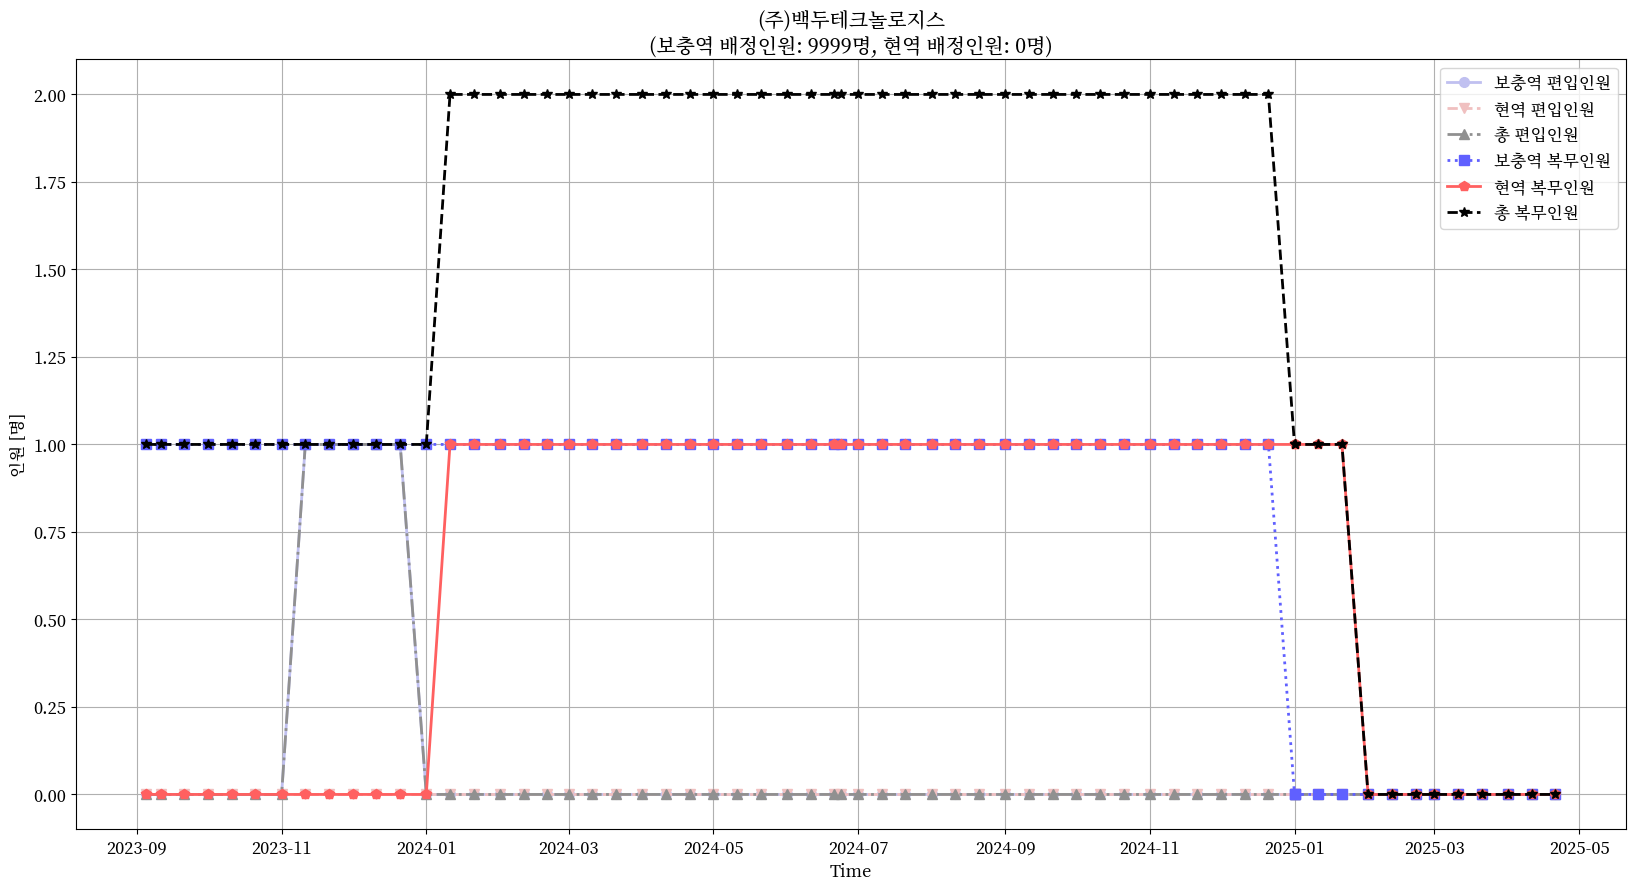 (주)백두테크놀로지스
(보충역 배정인원: 9999명, 현역 배정인원: 0명)
보충역 편입인원
현역 편입인원
총 편입인원
보충역 복무인원
현역 복무인원
총 복무인원
인원 [명]
2.00
1.75
1.50
1.25
1.00
0.75
0.50
0.25
0.00
2023-09 2023-11 2024-01 2024-03 2024-05 2024-07 2024-09 2024-11 2025-01 2025-03 2025-05
Time